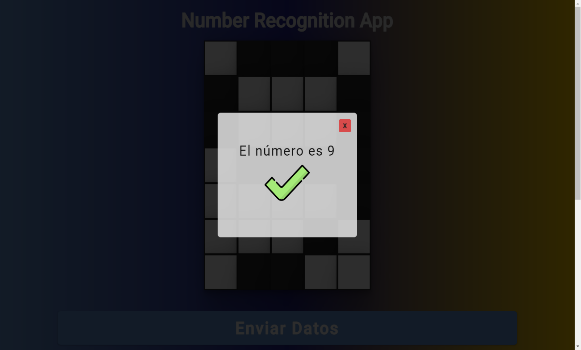 Number Recognition App
x
El número es 9
Enviar Datos